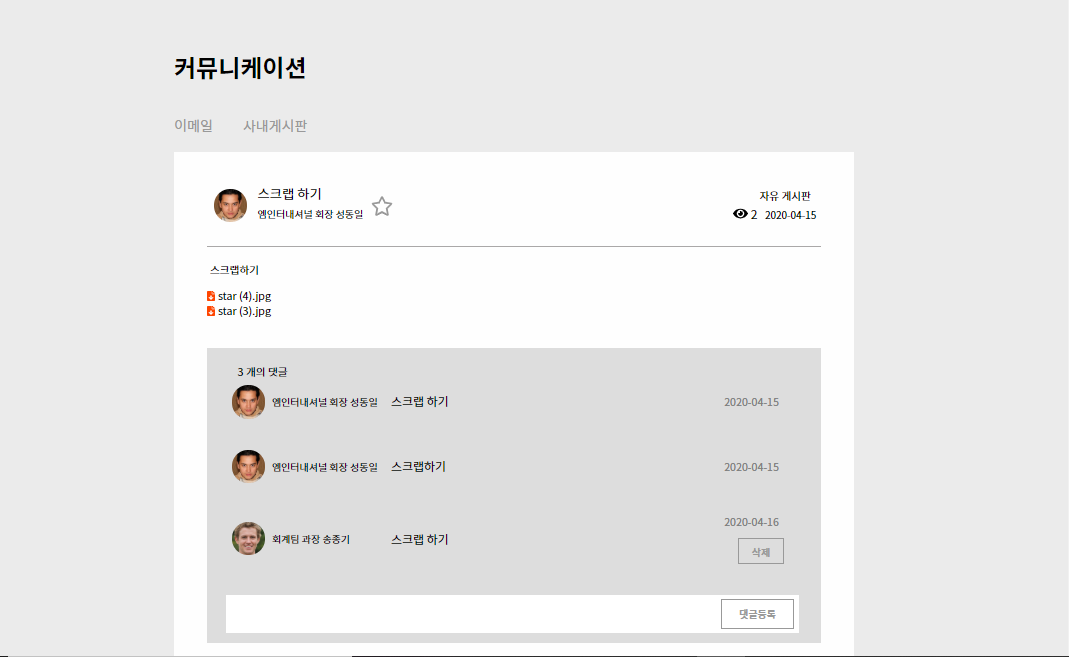 커뮤니케이션
이메일 사내게시판
스크랩 하기
엠인터내셔널 회장 성동일
자유 게시판
2 2020-04-15
스크랩하기
star (4).jpg
star (3).jpg
3 개의 댓글
엠인터내셔널 회장 성동일 스크랩 하기 2020-04-15
엠인터내셔널 회장 성동일 스크랩하기 2020-04-15
회계팀 과장 송종기 스크랩 하기 2020-04-16
삭제
댓글등록